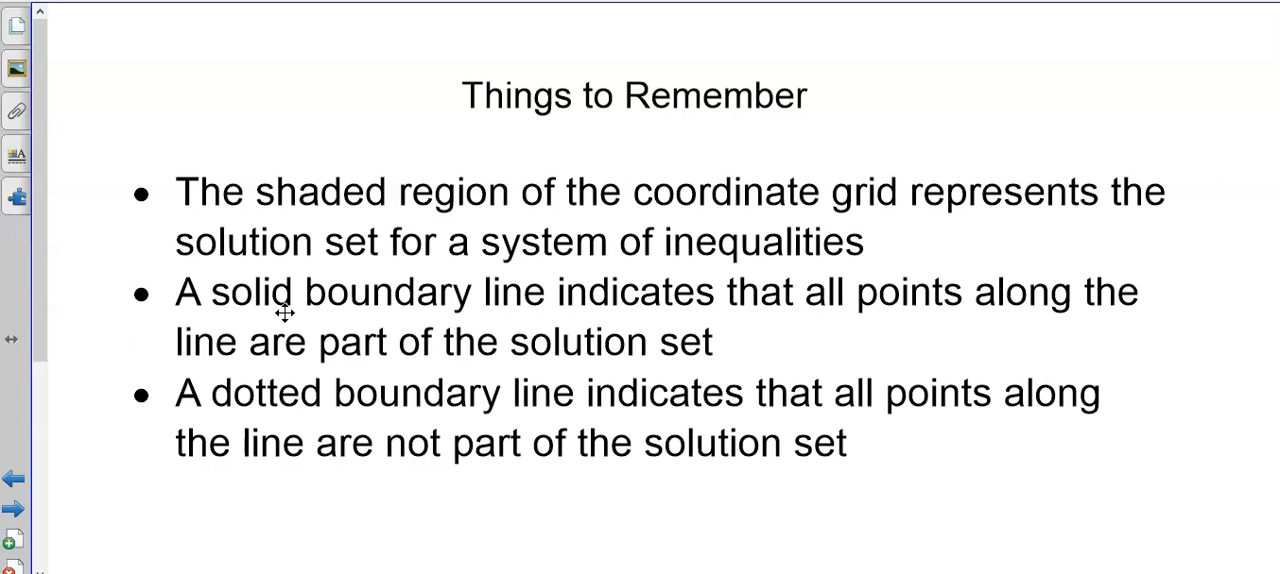 Things to Remember
• The shaded region of the coordinate grid represents the
solution set for a system of inequalities
• A solid boundary line indicates that all points along the
line are part of the solution set
• A dotted boundary line indicates that all points along
the line are not part of the solution set